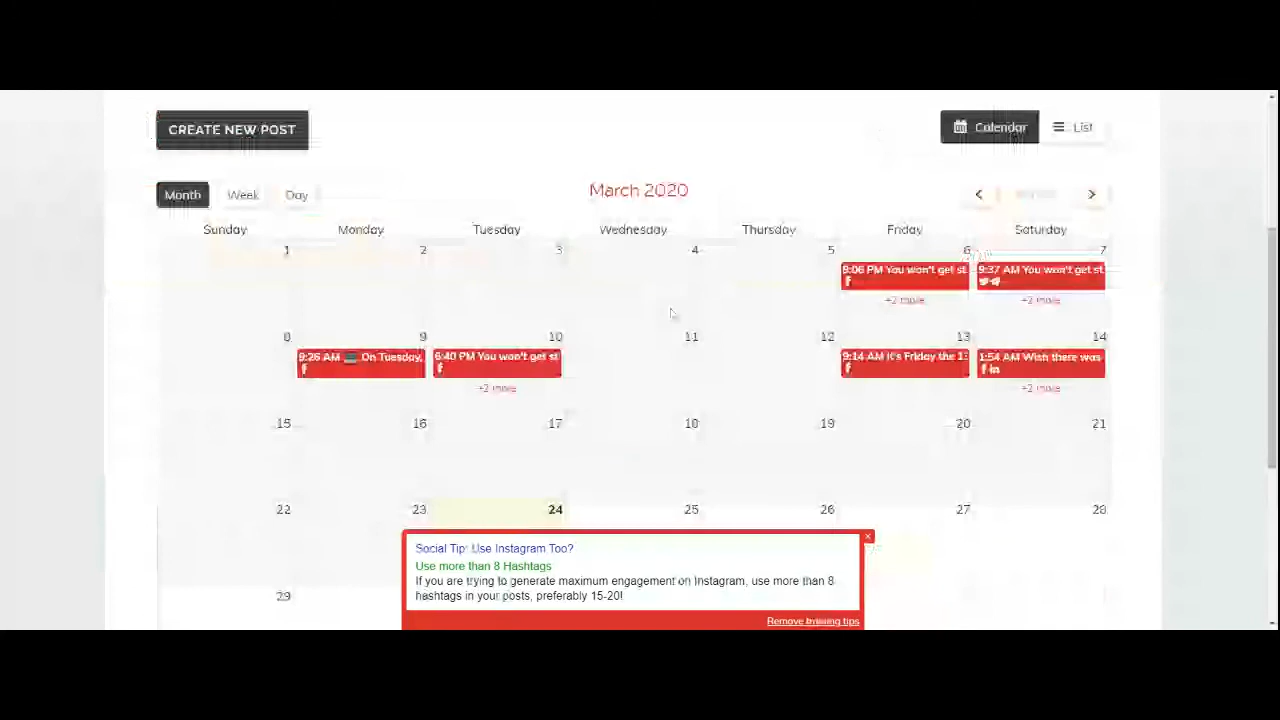 CREATE NEW POST
Calendar
List
Month Week Day
March 2020
Sunday Monday Tuesday Wednesday Thursday Friday Saturday
1 2 3 4 5 6 7
9:06 PM You won't get st
+2 more
9:37 AM You won't get st
+2 more
8 9 10 11 12 13 14
9:26 AM On Tuesday,
6:40 PM You won't get st
+2 more
9:14 AM It's Friday the 13
1:54 AM Wish there was
+2 more
15 16 17 18 19 20 21
22 23 24 25 26 27 28
29
Social Tip: Use Instagram Too?
Use more than 8 Hashtags
If you are trying to generate maximum engagement on Instagram, use more than 8
hashtags in your posts, preferably 15-20!
Remove training tips